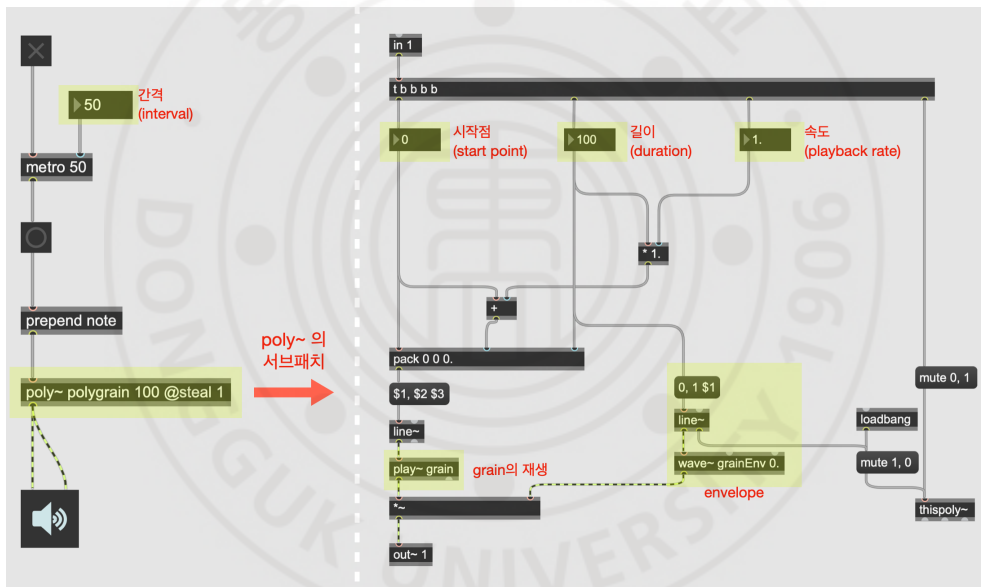 50
간격
(interval)
metro 50
prepend note
poly~ polygrain 100 @steal 1
poly~ 의
서브패치
in 1
t b b b b
0
시작점
(start point)
100
길이
(duration)
1.
속도
(playback rate)
* 1.
+
pack 0 0 0.
$1, $2 $3
line~
play~ grain
grain의 재생
*~
out~ 1
0, 1 $1
line~
wave~ grainEnv 0.
envelope
mute 0, 1
loadbang
mute 1, 0
thispoly~
DONGGUK UNIVERSITY 1906